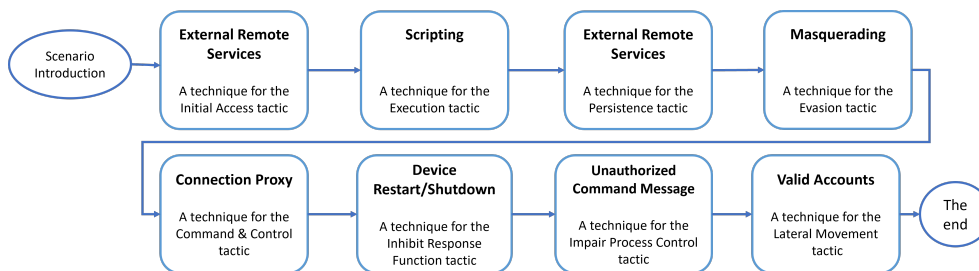 Scenario
Introduction
External Remote
Services
A technique for the
Initial Access tactic
Scripting
A technique for the
Execution tactic
External Remote
Services
A technique for the
Persistence tactic
Masquerading
A technique for the
Evasion tactic
Connection Proxy
A technique for the
Command & Control
tactic
Device
Restart/Shutdown
A technique for the
Inhibit Response
Function tactic
Unauthorized
Command Message
A technique for the
Impair Process Control
tactic
Valid Accounts
A technique for the
Lateral Movement
tactic
The
end